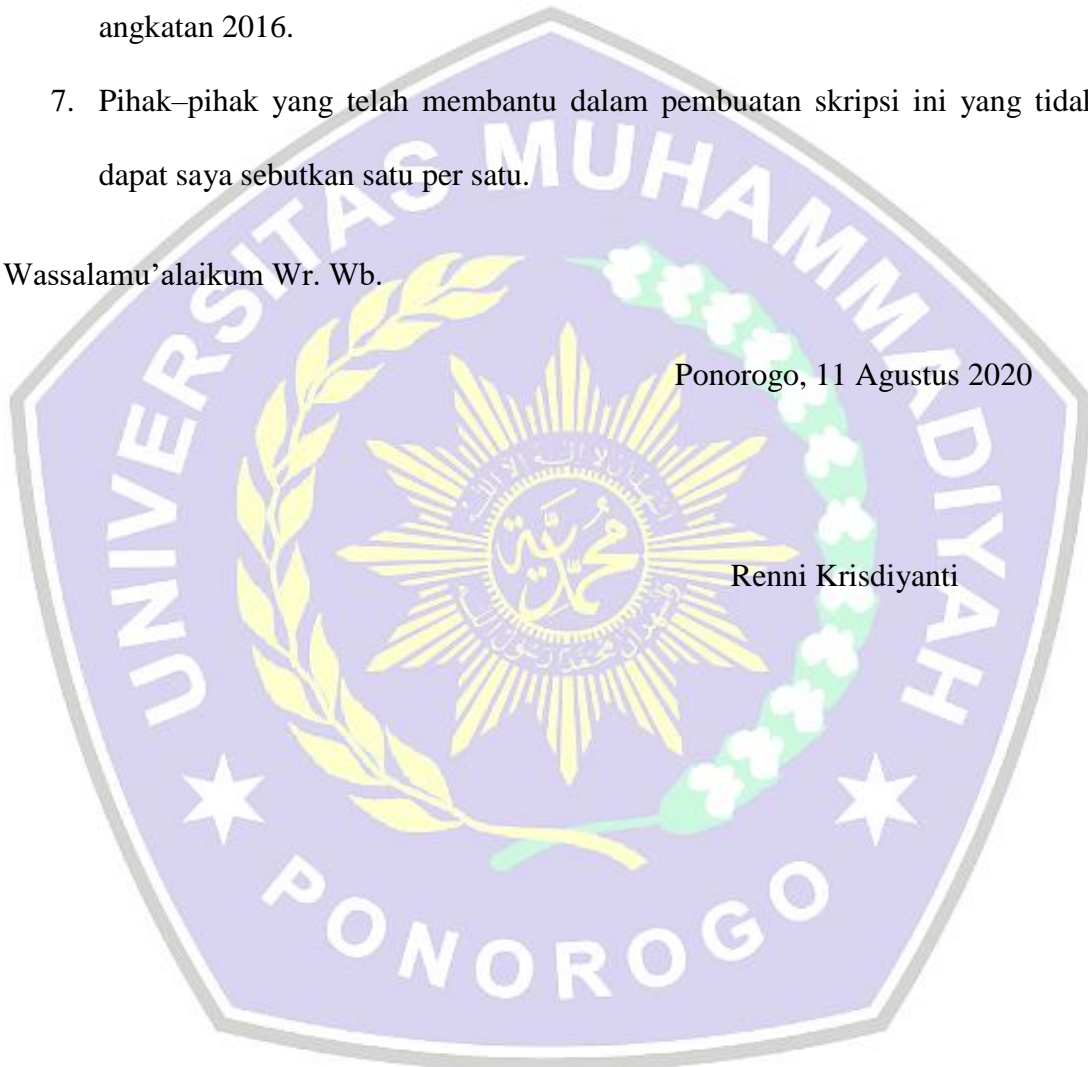 angkatan 2016.
7. Pihak–pihak yang telah membantu dalam pembuatan skripsi ini yang
dapat saya sebutkan satu per satu.
Wassalamu’alaikum Wr. Wb.
Ponorogo, 11 Agustus 2020
Renni Krisdiyanti
UNIVERSITAS MUHAMMADIYAH
PONOROGO